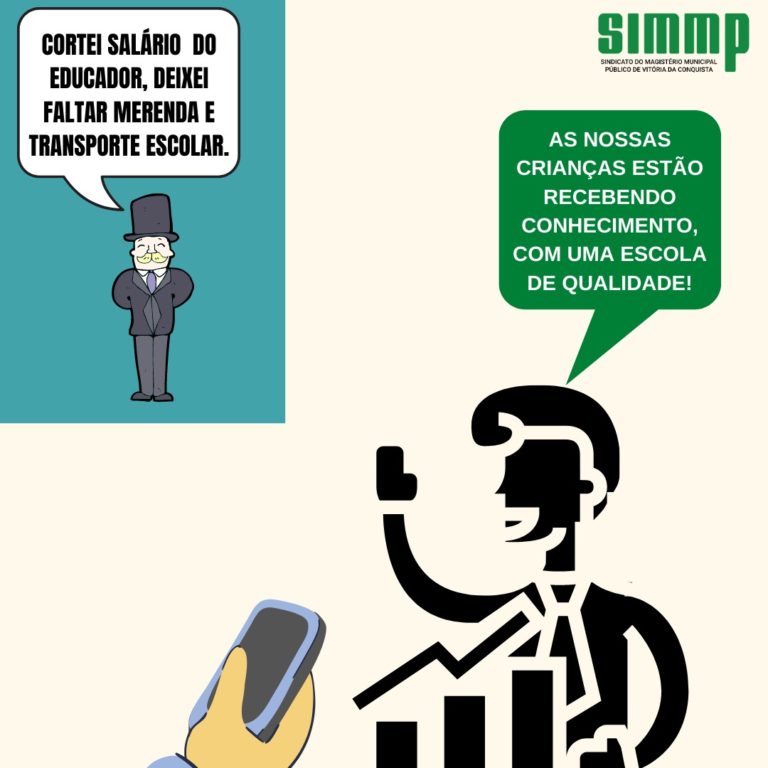 CORTEI SALÁRIO DO
EDUCADOR, DEIXEI
FALTAR MERENDA E
TRANSPORTE ESCOLAR.
SIMMP
SINDICATO DO MAGISTÉRIO MUNICIPAL
PÚBLICO DE VITÓRIA DA CONQUISTA
AS NOSSAS
CRIANÇAS ESTÃO
RECEBENDO
CONHECIMENTO,
COM UMA ESCOLA
DE QUALIDADE!